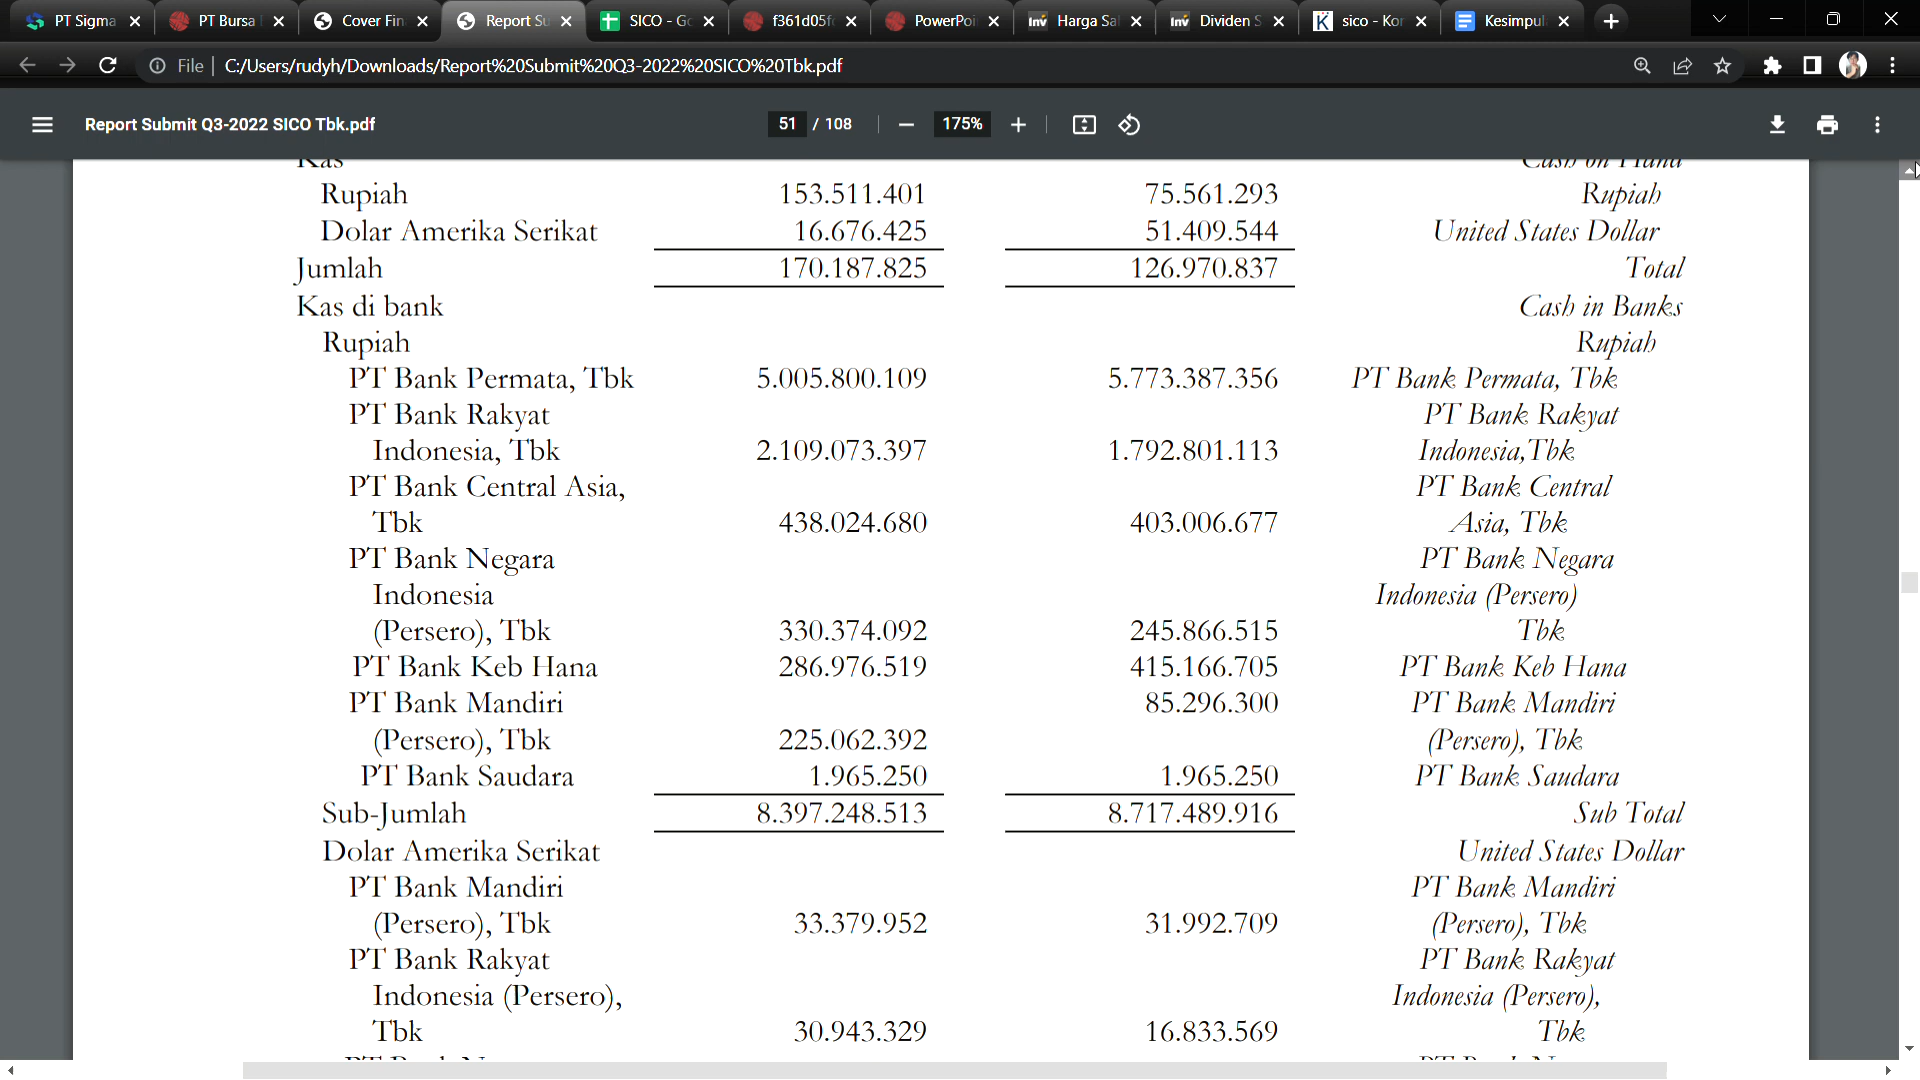 PT Sigma
PT Bursa
Cover Fin
Report Su
SICO - Go
f361d05f
PowerPoi
Harga Sa
Dividen S
sico - Kor
Kesimpul
File C:/Users/rudyh/Downloads/Report%20Submit%20Q3-2022%20SICO%20Tbk.pdf
Report Submit Q3-2022 SICO Tbk.pdf 51 / 108 175%
Kas Cash on Hand
Rupiah 153.511.401 75.561.293 Rupiah
Dolar Amerika Serikat 16.676.425 51.409.544 United States Dollar
Jumlah 170.187.825 126.970.837 Total
Kas di bank Cash in Banks
Rupiah Rupiah
PT Bank Permata, Tbk 5.005.800.109 5.773.387.356 PT Bank Permata, Tbk
PT Bank Rakyat PT Bank Rakyat
Indonesia, Tbk 2.109.073.397 1.792.801.113 Indonesia,Tbk
PT Bank Central Asia, PT Bank Central
Tbk 438.024.680 403.006.677 Asia, Tbk
PT Bank Negara PT Bank Negara
Indonesia Indonesia (Persero)
(Persero), Tbk 330.374.092 245.866.515 Tbk
PT Bank Keb Hana 286.976.519 415.166.705 PT Bank Keb Hana
PT Bank Mandiri 85.296.300 PT Bank Mandiri
(Persero), Tbk 225.062.392 (Persero), Tbk
PT Bank Saudara 1.965.250 1.965.250 PT Bank Saudara
Sub-Jumlah 8.397.248.513 8.717.489.916 Sub Total
Dolar Amerika Serikat United States Dollar
PT Bank Mandiri PT Bank Mandiri
(Persero), Tbk 33.379.952 31.992.709 (Persero), Tbk
PT Bank Rakyat PT Bank Rakyat
Indonesia (Persero), Indonesia (Persero),
Tbk 30.943.329 16.833.569 Tbk